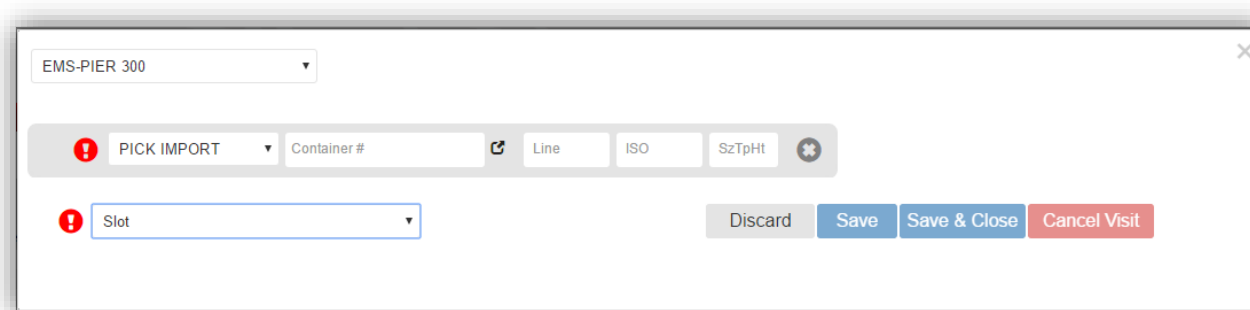 EMS-PIER 300
PICK IMPORT Container # Line ISO SzTpHt
Slot Discard Save Save & Close Cancel Visit